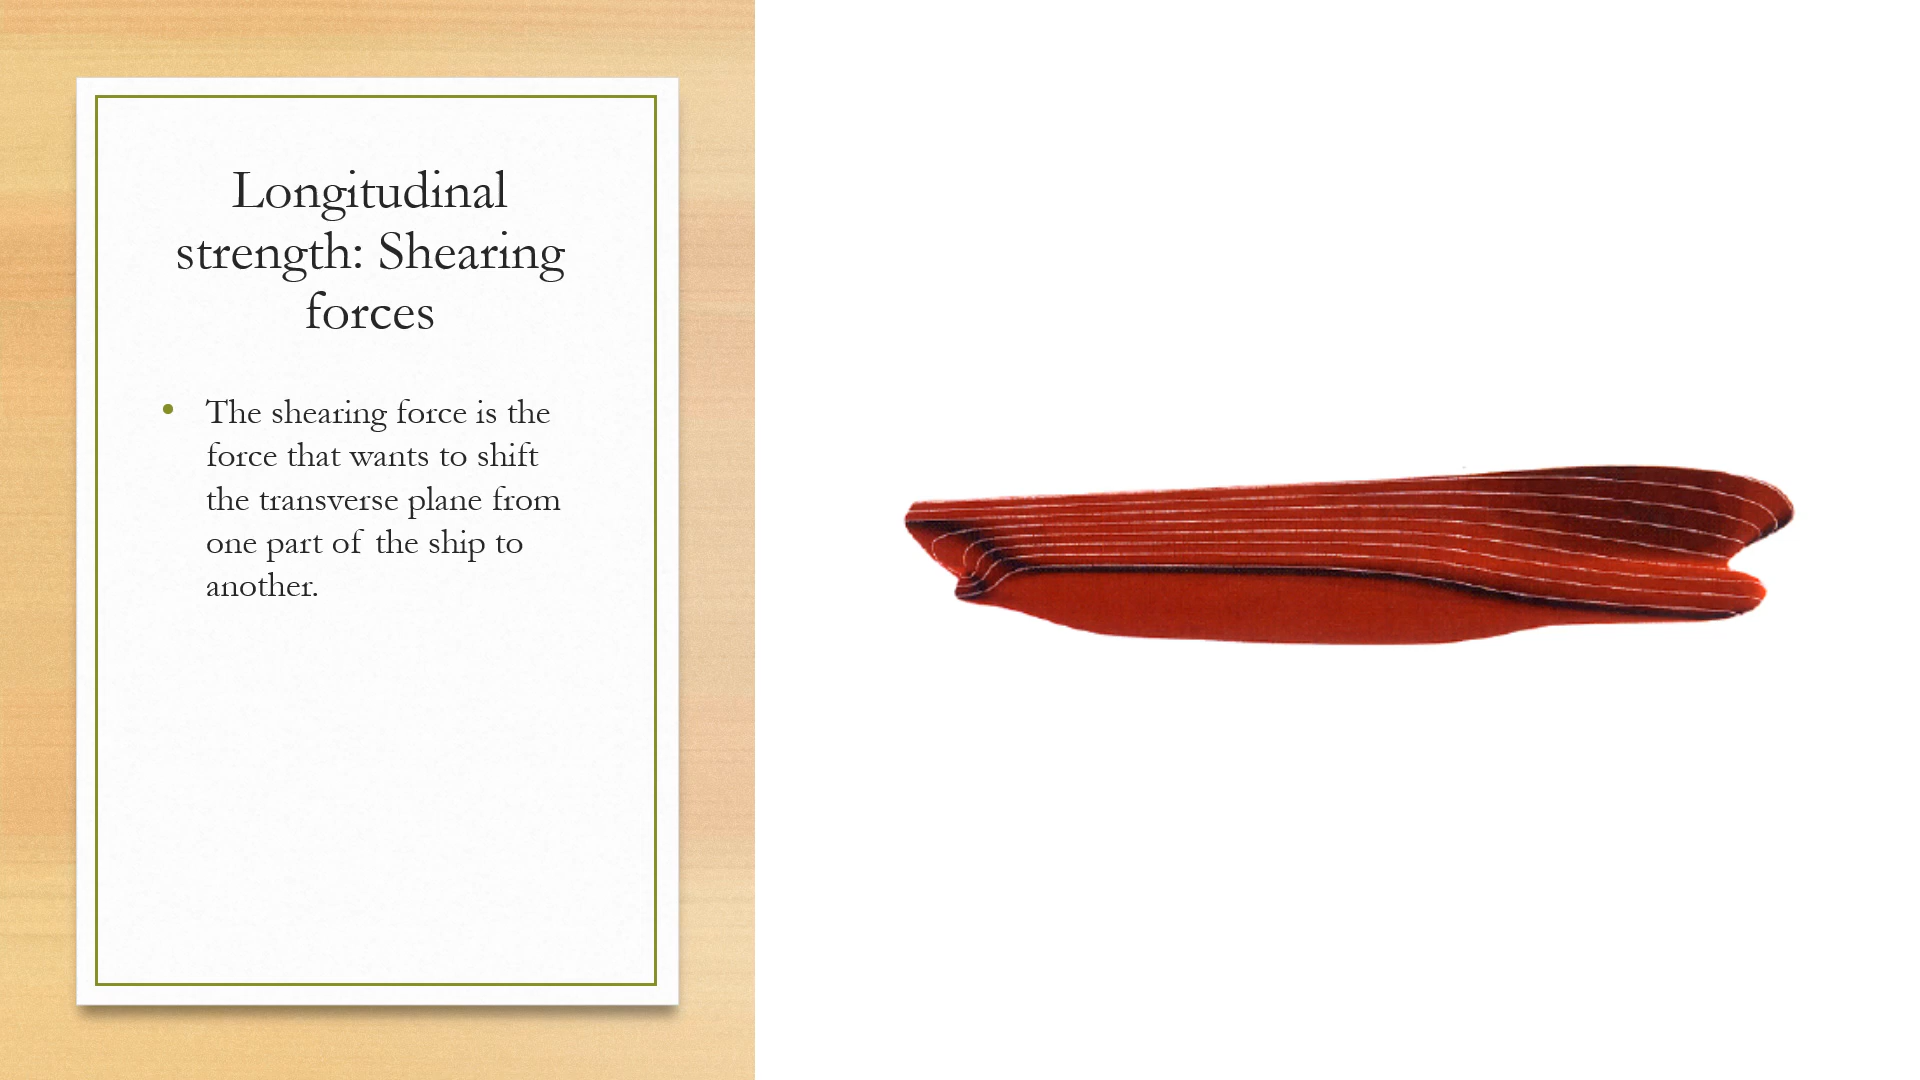 Longitudinal
strength: Shearing
forces
• The shearing force is the
force that wants to shift
the transverse plane from
one part of the ship to
another.